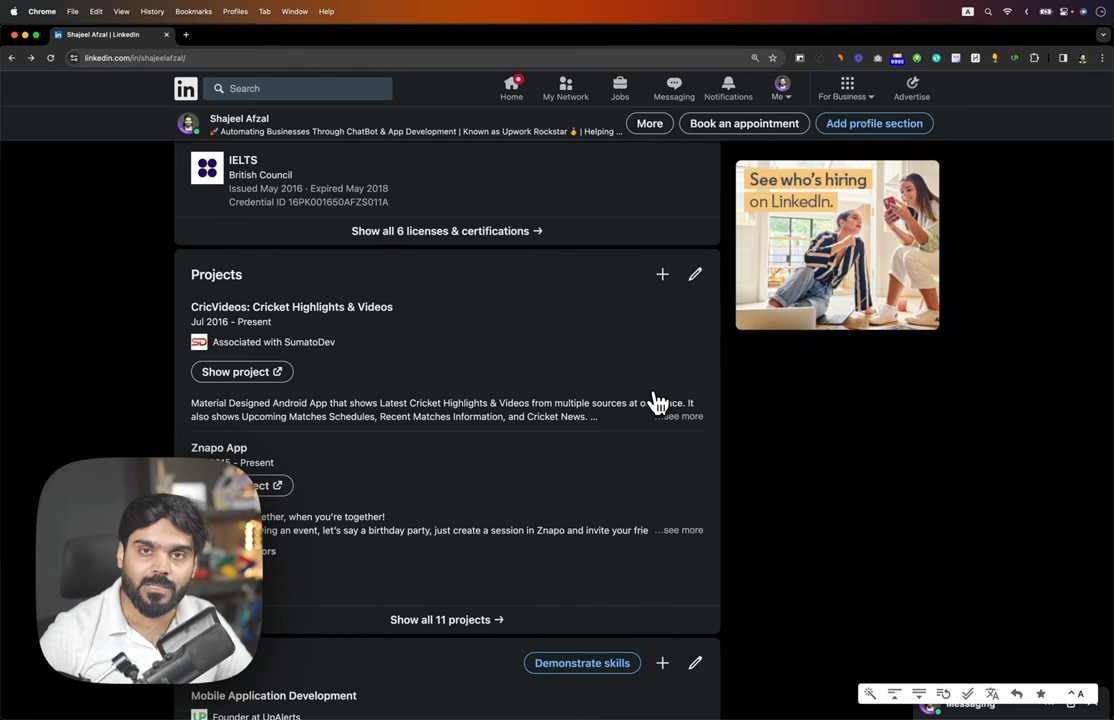 Chrome File Edit View History Bookmarks Profiles Tab Window Help
A
Shajeel Afzal | LinkedIn
linkedin.com/in/shajeelafzal/
in
Search
Home
My Network
Jobs
Messaging
Notifications
Me
For Business
Advertise
Shajeel Afzal
🚀 Automating Businesses Through ChatBot & App Development | Known as Upwork Rockstar 🥇 | Helping ...
More
Book an appointment
Add profile section
IELTS
British Council
Issued May 2016 · Expired May 2018
Credential ID 16PK001650AFZS011A
Show all 6 licenses & certifications →
See who's hiring
on LinkedIn.
Projects
CricVideos: Cricket Highlights & Videos
Jul 2016 - Present
SD
Associated with SumatoDev
Show project
Material Designed Android App that shows Latest Cricket Highlights & Videos from multiple sources at It
also shows Upcoming Matches Schedules, Recent Matches Information, and Cricket News. ...
see more
Znapo App
- Present
when you're together!
an event, let's say a birthday party, just create a session in Znapo and invite your frie
...see more
Show all 11 projects →
Demonstrate skills
Mobile Application Development
UP
Founder at UpAlerts
A
Messaging